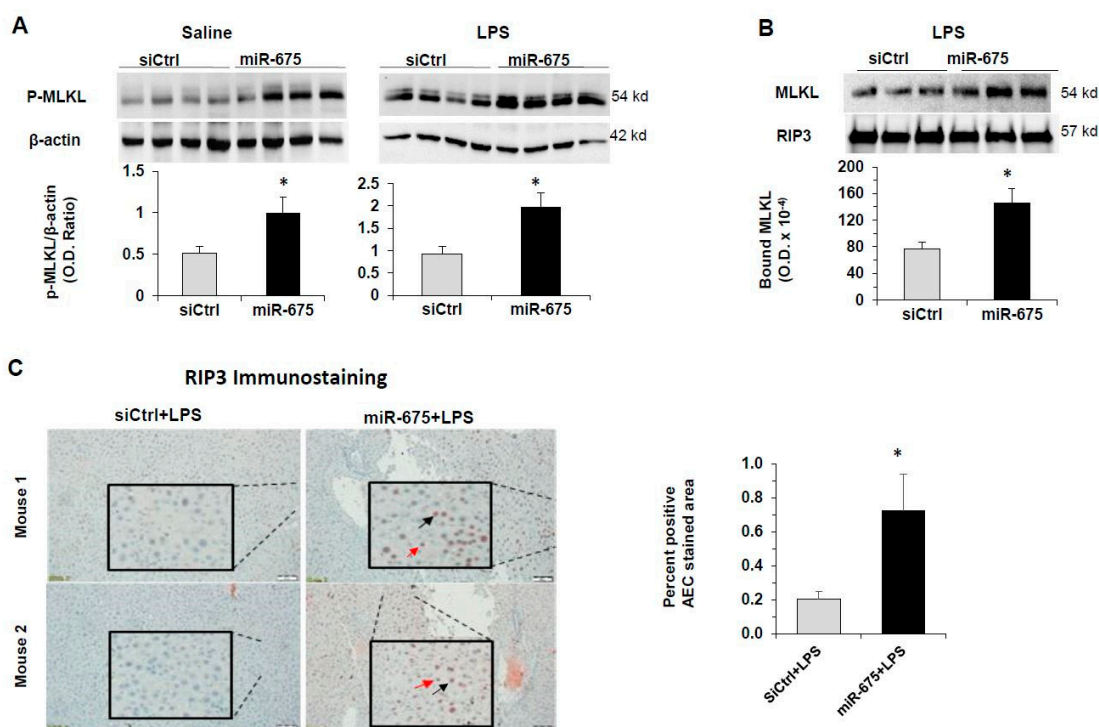 A
Saline
LPS
siCtrl
miR-675
siCtrl
miR-675
P-MLKL
54 kd
β-actin
42 kd
p-MLKL/β-actin
(O.D. Ratio)
1.5
1
0.5
0
*
siCtrl
miR-675
2.5
2
1.5
1
0.5
0
*
siCtrl
miR-675
B
LPS
siCtrl
miR-675
MLKL
54 kd
RIP3
57 kd
Bound MLKL
(O.D. x 10⁻⁴)
200
160
120
80
40
0
*
siCtrl
miR-675
C
RIP3 Immunostaining
siCtrl+LPS
miR-675+LPS
Mouse 1
Mouse 2
Percent positive
AEC stained area
1.0
0.8
0.6
0.4
0.2
0.0
*
SiCtrl+LPS
miR-675+LPS